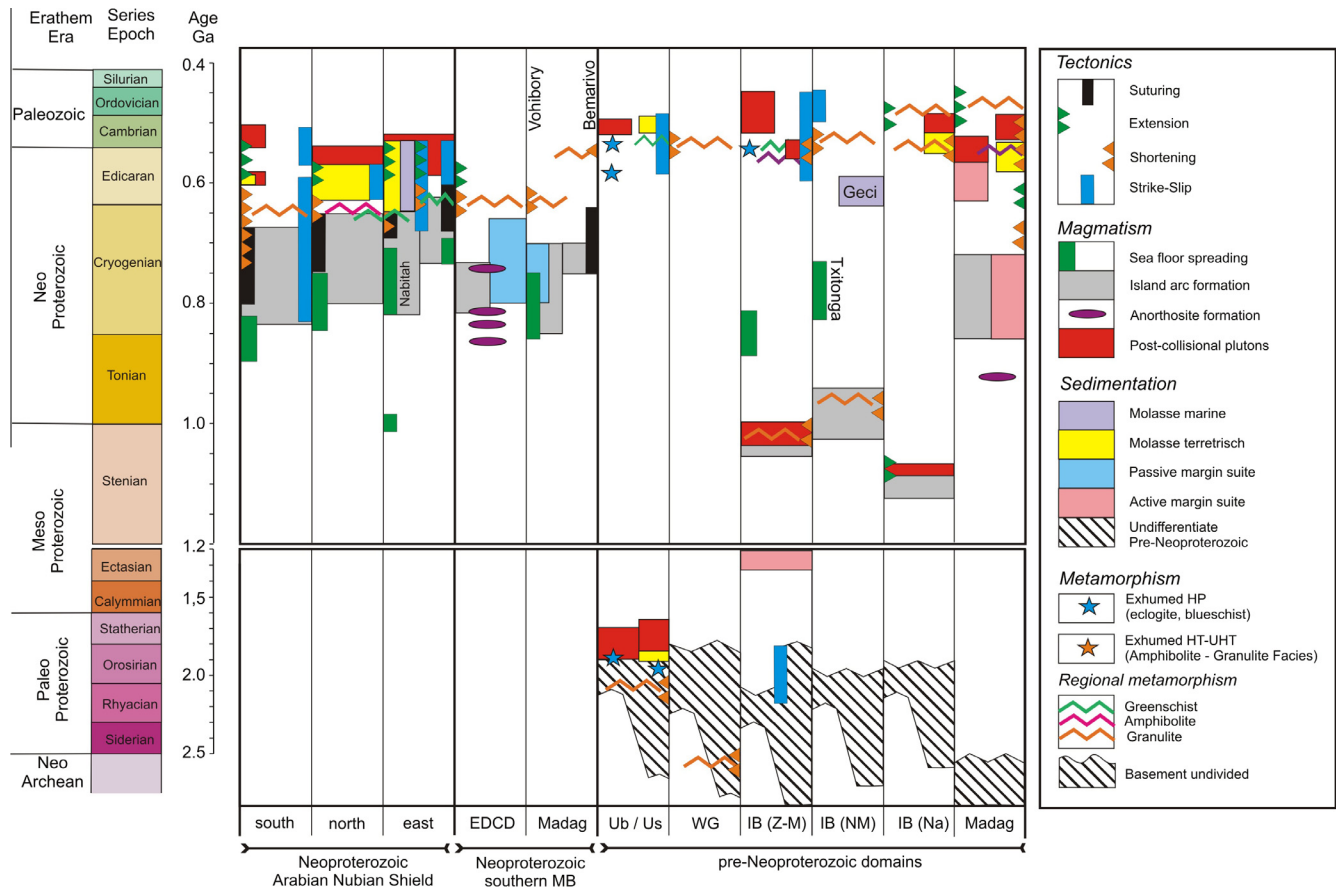 Erathem
Era
Series
Epoch
Age
Ga
Paleozoic
Neo
Proterozoic
Meso
Proterozoic
Paleo
Proterozoic
Neo
Archean
Silurian
Ordovician
Cambrian
Edicaran
Cryogenian
Tonian
Stenian
Ectasian
Calymmian
Statherian
Orosirian
Rhyacian
Siderian
0.4
0.6
0.8
1.0
1.2
1.5
2.0
2.5
Nabitah
Vohibory
Bemarivo
Geci
Txitonga
south
north
east
EDCD
Madag
Ub / Us
WG
IB (Z-M)
IB (NM)
IB (Na)
Madag
Neoproterozoic
Arabian Nubian Shield
Neoproterozoic
southern MB
pre-Neoproterozoic domains
Tectonics
Suturing
Extension
Shortening
Strike-Slip
Magmatism
Sea floor spreading
Island arc formation
Anorthosite formation
Post-collisional plutons
Sedimentation
Molasse marine
Molasse terretrisch
Passive margin suite
Active margin suite
Undifferentiate
Pre-Neoproterozoic
Metamorphism
Exhumed HP
(eclogite, blueschist)
Exhumed HT-UHT
(Amphibolite - Granulite Facies)
Regional metamorphism
Greenschist
Amphibolite
Granulite
Basement undivided